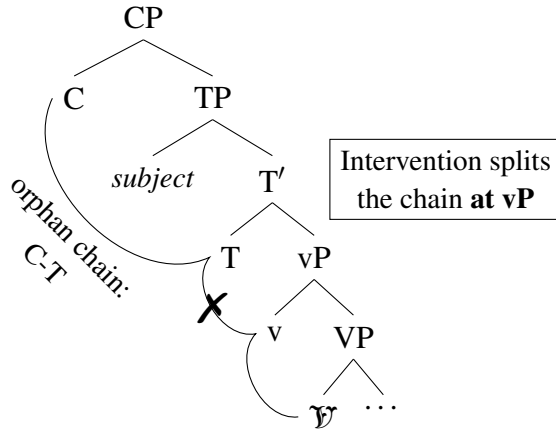 CP
C TP
subject T′
Intervention splits
the chain at vP
orphan chain:
C-T
T vP
✗
v VP
...